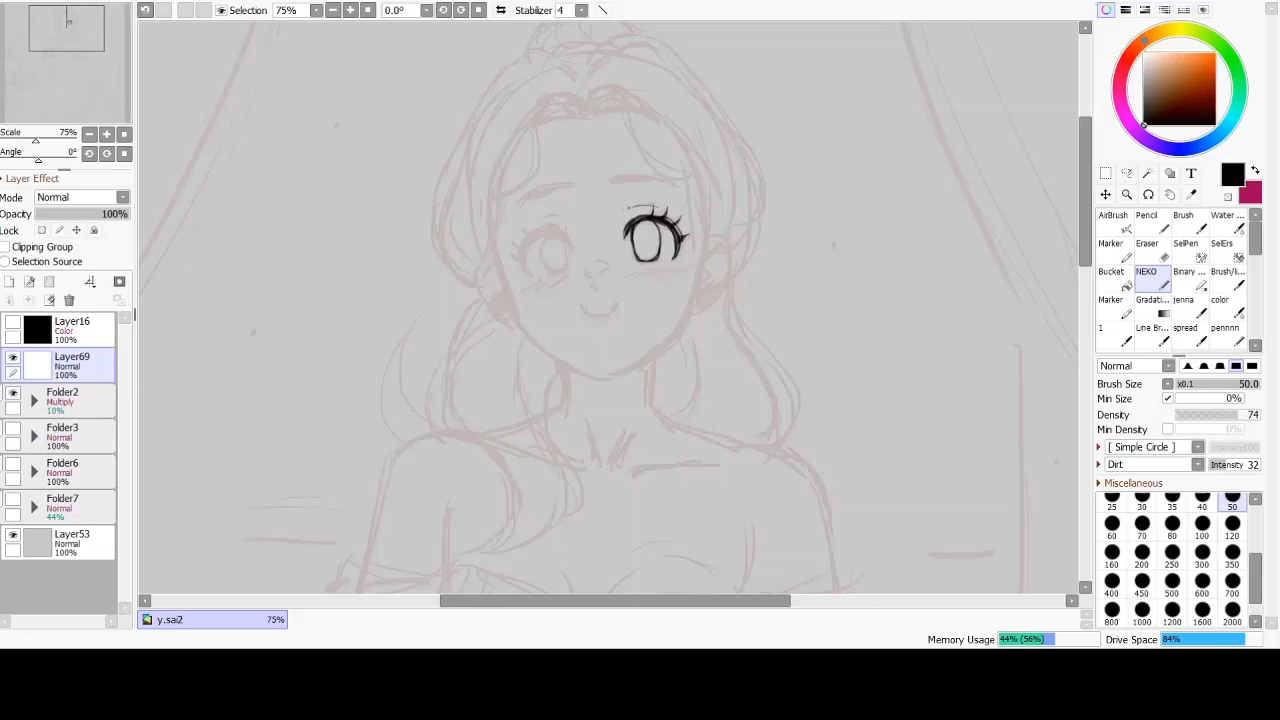 Selection 75% 0.0° Stabilizer 4
Scale 75%
Angle 0°
Layer Effect
Mode Normal
Opacity 100%
Lock
Clipping Group
Selection Source
Layer16
Color
100%
Layer69
Normal
100%
Folder2
Multiply
10%
Folder3
Normal
100%
Folder6
Normal
100%
Folder7
Normal
44%
Layer53
Normal
100%
y.sai2 75%
T
AirBrush Pencil Brush Water ..
Marker Eraser SelPen SelErs
Bucket NEKO Binary .. Brush/i..
Marker Gradati.. jenna color
1 Line Br... spread pennnn
Normal
Brush Size x0.1 50.0
Min Size 0%
Density 74
Min Density 0%
[ Simple Circle ] Intensity100
Dirt Intensity 32
Miscellaneous
25 30 35 40 50
60 70 80 100 120
160 200 250 300 350
400 450 500 600 700
800 1000 1200 1600 2000
Memory Usage 44% (56%) Drive Space 84%